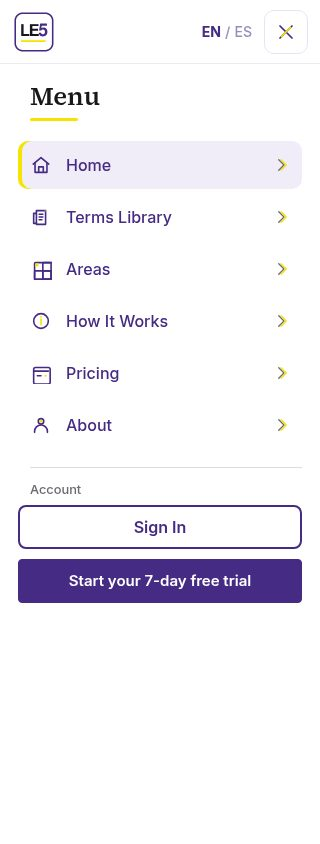 LE5
EN / ES
Menu
Home
Terms Library
Areas
How It Works
Pricing
About
Account
Sign In
Start your 7-day free trial